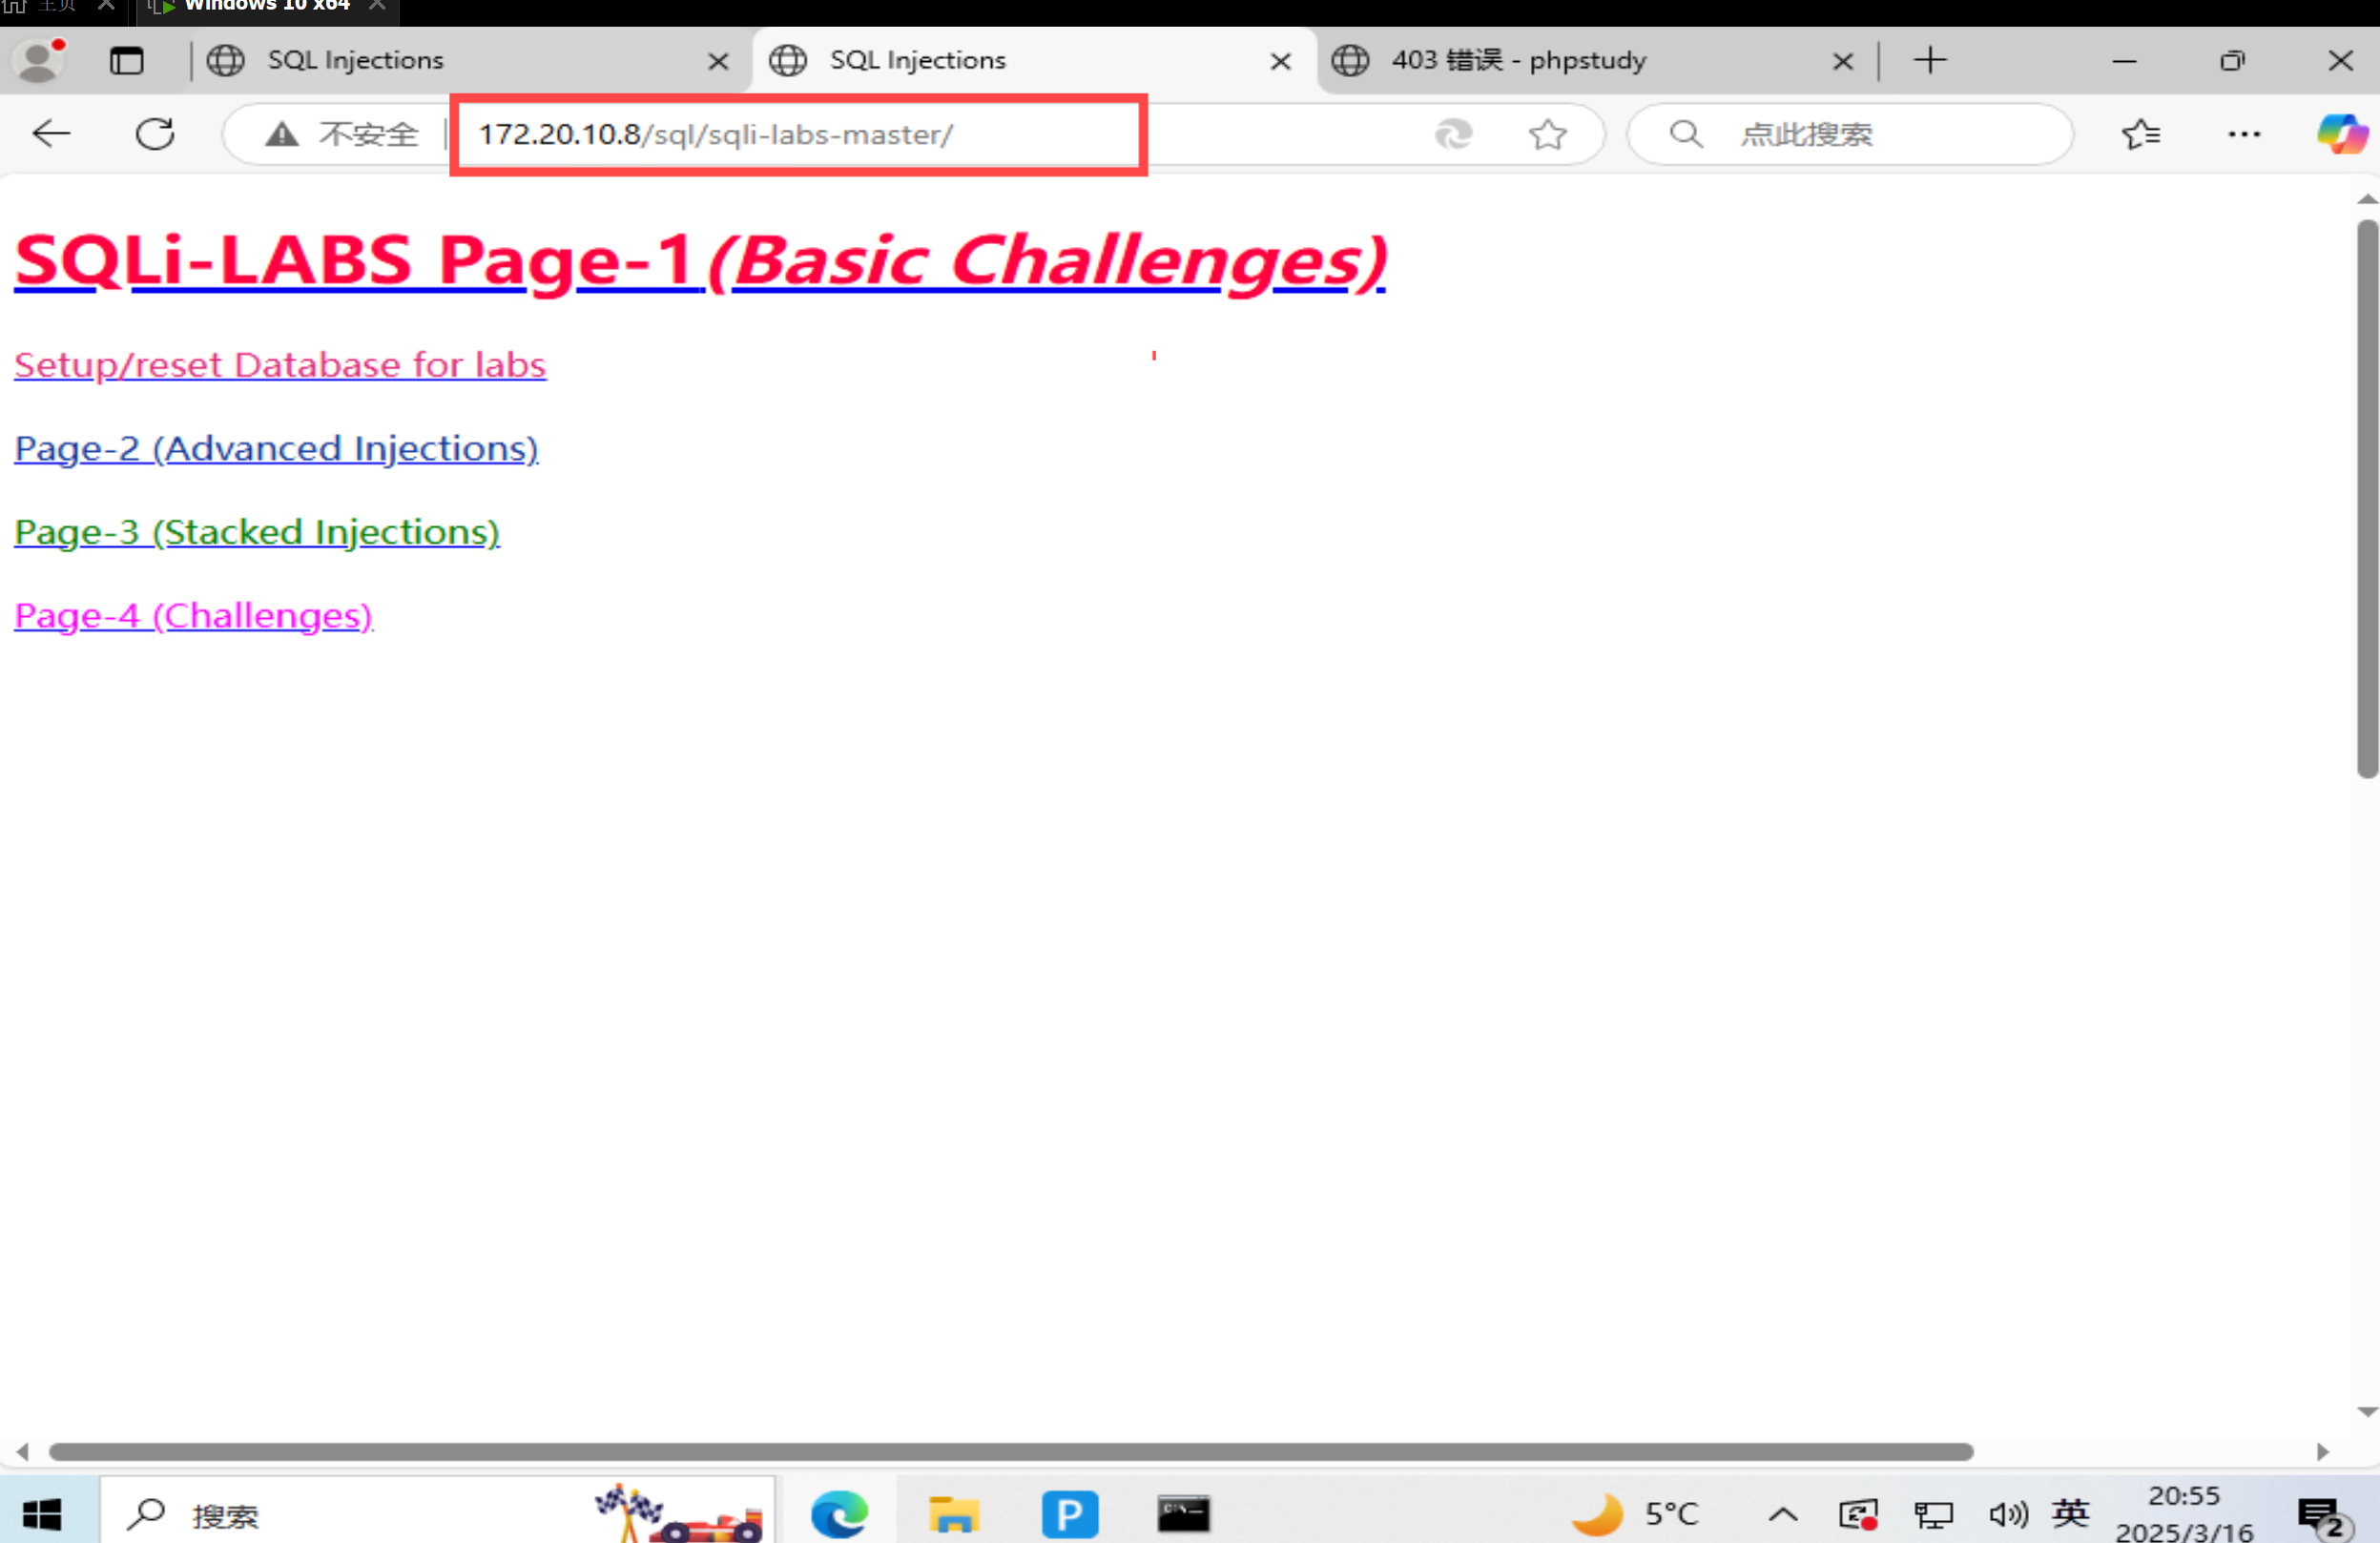 主页
Windows 10 x64
SQL Injections
SQL Injections
403 错误 - phpstudy
不安全
172.20.10.8/sql/sqli-labs-master/
点此搜索
SQLi-LABS Page-1 (Basic Challenges)
Setup/reset Database for labs
Page-2 (Advanced Injections)
Page-3 (Stacked Injections)
Page-4 (Challenges)
搜索
P
5°C
英
20:55
2025/3/16
2